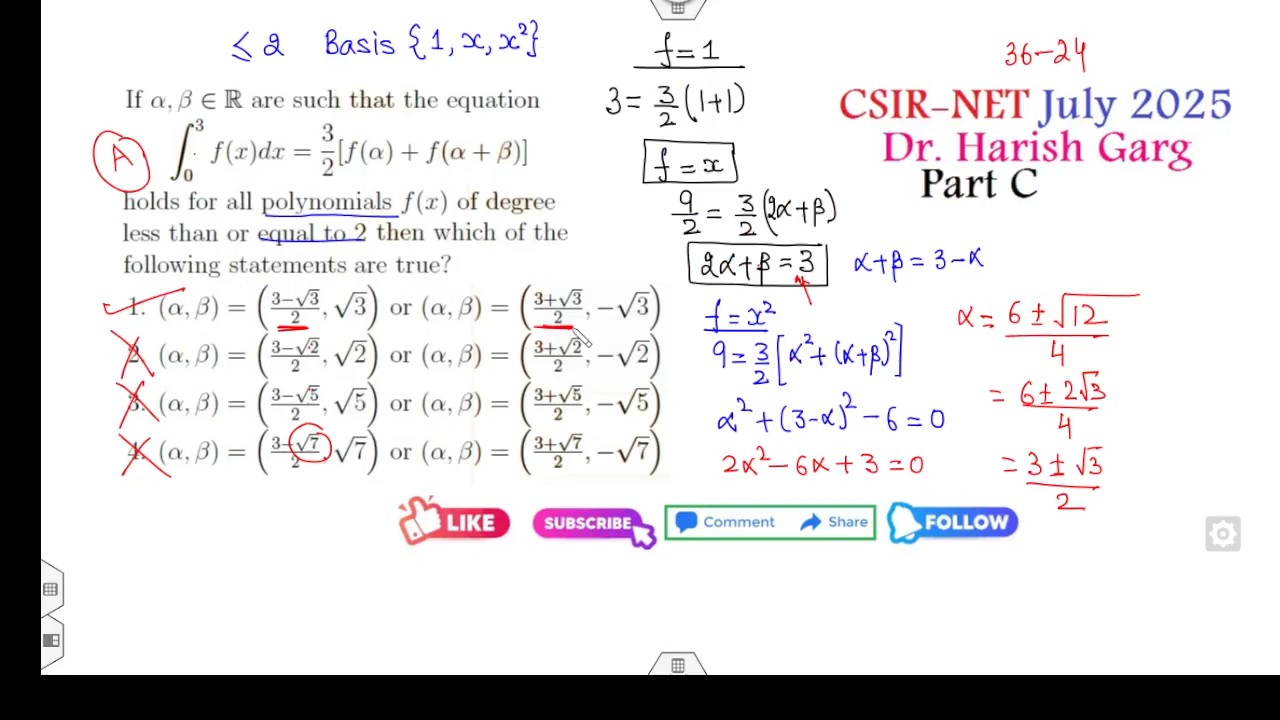 ≤ 2 Basis {1, x, x²}
If α, β ∈ ℝ are such that the equation
∫₀³ f(x)dx = 3/2 [f(α) + f(α + β)]
A
holds for all polynomials f(x) of degree
less than or equal to 2 then which of the
following statements are true?
1. (α, β) = ((3−√3)/2, √3) or (α, β) = ((3+√3)/2, −√3)
2. (α, β) = ((3−√2)/2, √2) or (α, β) = ((3+√2)/2, −√2)
3. (α, β) = ((3−√5)/2, √5) or (α, β) = ((3+√5)/2, −√5)
4. (α, β) = ((3−√7)/2, √7) or (α, β) = ((3+√7)/2, −√7)
f = 1
3 = 3/2 (1+1)
f = x
9/2 = 3/2 (2α+β)
2α+β = 3
α+β = 3−α
f = x²
9 = 3/2 [α² + (α+β)²]
α² + (3−α)² − 6 = 0
2α² − 6α + 3 = 0
36−24
CSIR-NET July 2025
Dr. Harish Garg
Part C
α = (6 ± √12)/4
= (6 ± 2√3)/4
= (3 ± √3)/2
LIKE
SUBSCRIBE
Comment
Share
FOLLOW